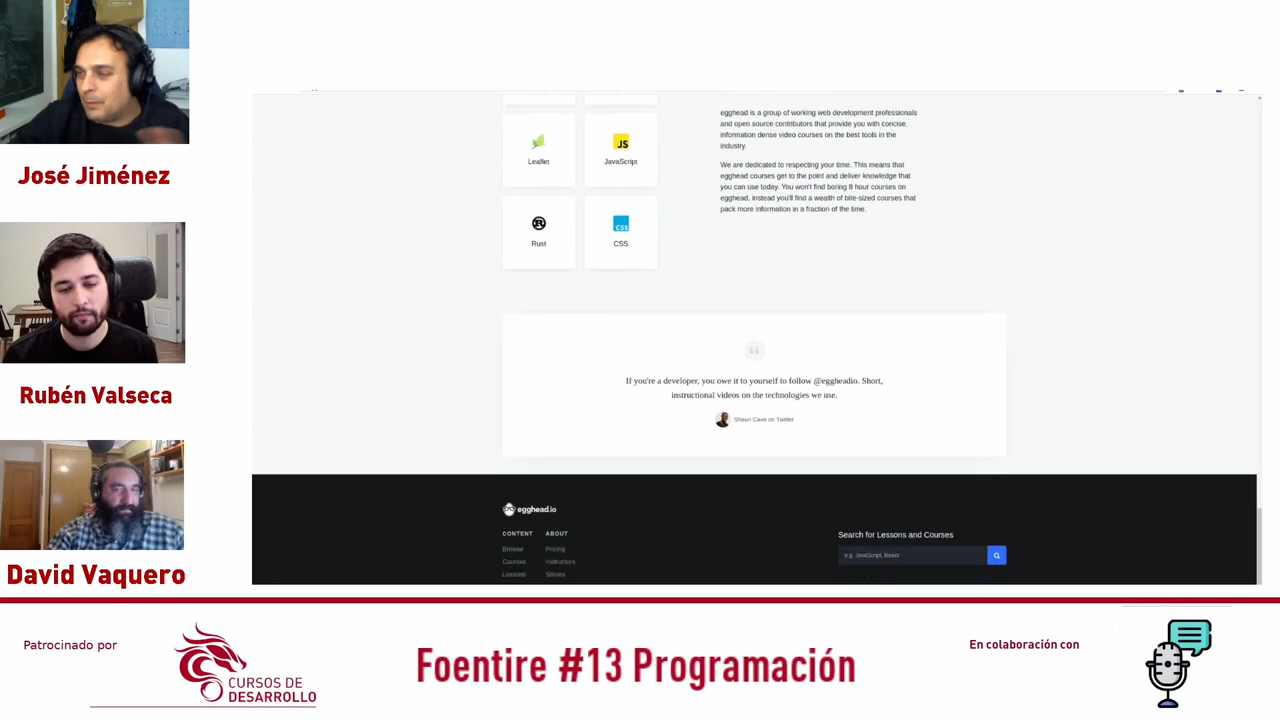 José Jiménez
Rubén Valseca
David Vaquero
Leaflet
JS
JavaScript
Rust
CSS
CSS
egghead is a group of working web development professionals
and open source contributors that provide you with concise,
information dense video courses on the best tools in the
industry.
We are dedicated to respecting your time. This means that
egghead courses get to the point and deliver knowledge that
you can use today. You won't find boring 8 hour courses on
egghead, instead you'll find a wealth of bite-sized courses that
pack more information in a fraction of the time.
If you're a developer, you owe it to yourself to follow @eggheadio. Short,
instructional videos on the technologies we use.
Shaun Cave on Twitter
egghead.io
CONTENT
Browse
Courses
Lessons
ABOUT
Pricing
Instructors
Stories
Search for Lessons and Courses
e.g. JavaScript, React
Patrocinado por
CURSOS DE
DESARROLLO
Foentire #13 Programación
En colaboración con